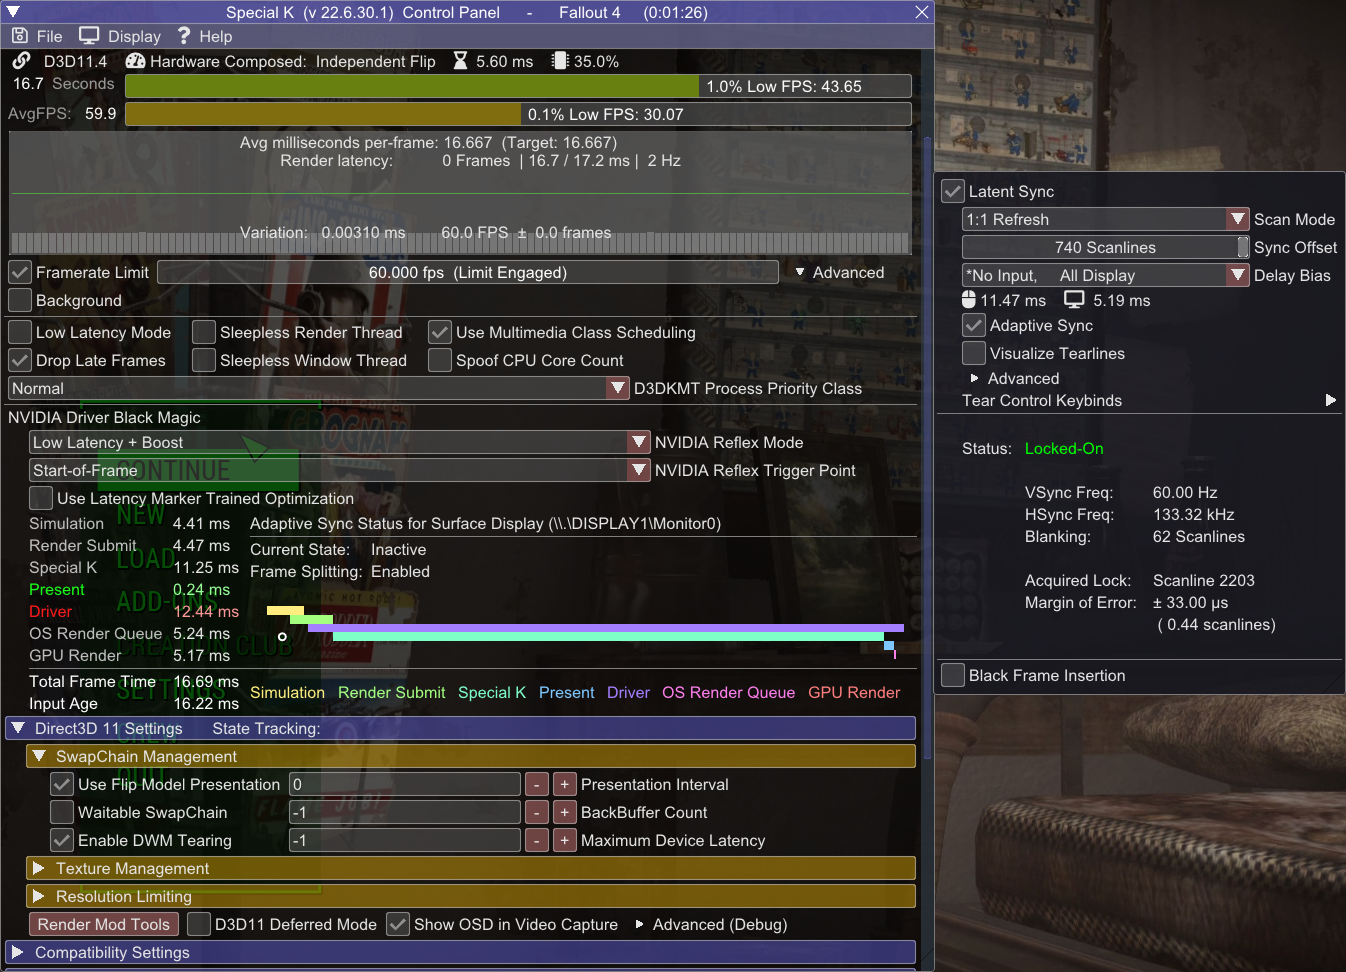 Special K (v 22.6.30.1) Control Panel - Fallout 4 (0:01:26)
File Display ? Help
D3D11.4 Hardware Composed: Independent Flip 5.60 ms 35.0%
16.7 Seconds 1.0% Low FPS: 43.65
AvgFPS: 59.9 0.1% Low FPS: 30.07
Avg milliseconds per-frame: 16.667 (Target: 16.667)
Render latency: 0 Frames | 16.7 / 17.2 ms | 2 Hz
Variation: 0.00310 ms 60.0 FPS ± 0.0 frames
Framerate Limit 60.000 fps (Limit Engaged) Advanced
Background
Low Latency Mode Sleepless Render Thread Use Multimedia Class Scheduling
Drop Late Frames Sleepless Window Thread Spoof CPU Core Count
Normal D3DKMT Process Priority Class
NVIDIA Driver Black Magic
Low Latency + Boost NVIDIA Reflex Mode
Start-of-Frame NVIDIA Reflex Trigger Point
Use Latency Marker Trained Optimization
Simulation 4.41 ms Adaptive Sync Status for Surface Display (\\.\DISPLAY1\Monitor0)
Render Submit 4.47 ms Current State: Inactive
Special K 11.25 ms Frame Splitting: Enabled
Present 0.24 ms
Driver 12.44 ms
OS Render Queue 5.24 ms
GPU Render 5.17 ms
Total Frame Time 16.69 ms
Input Age 16.22 ms
Simulation Render Submit Special K Present Driver OS Render Queue GPU Render
Direct3D 11 Settings State Tracking:
SwapChain Management
Use Flip Model Presentation 0 - + Presentation Interval
Waitable SwapChain -1 - + BackBuffer Count
Enable DWM Tearing -1 - + Maximum Device Latency
Texture Management
Resolution Limiting
Render Mod Tools D3D11 Deferred Mode Show OSD in Video Capture Advanced (Debug)
Compatibility Settings
CONTINUE
NEW
LOAD
ADD-ONS
CREATION CLUB
SETTINGS
CREW
QUIT
GROGNAK
Latent Sync
1:1 Refresh Scan Mode
740 Scanlines Sync Offset
*No Input, All Display Delay Bias
11.47 ms 5.19 ms
Adaptive Sync
Visualize Tearlines
Advanced
Tear Control Keybinds
Status: Locked-On
VSync Freq: 60.00 Hz
HSync Freq: 133.32 kHz
Blanking: 62 Scanlines
Acquired Lock: Scanline 2203
Margin of Error: ± 33.00 µs
( 0.44 scanlines)
Black Frame Insertion